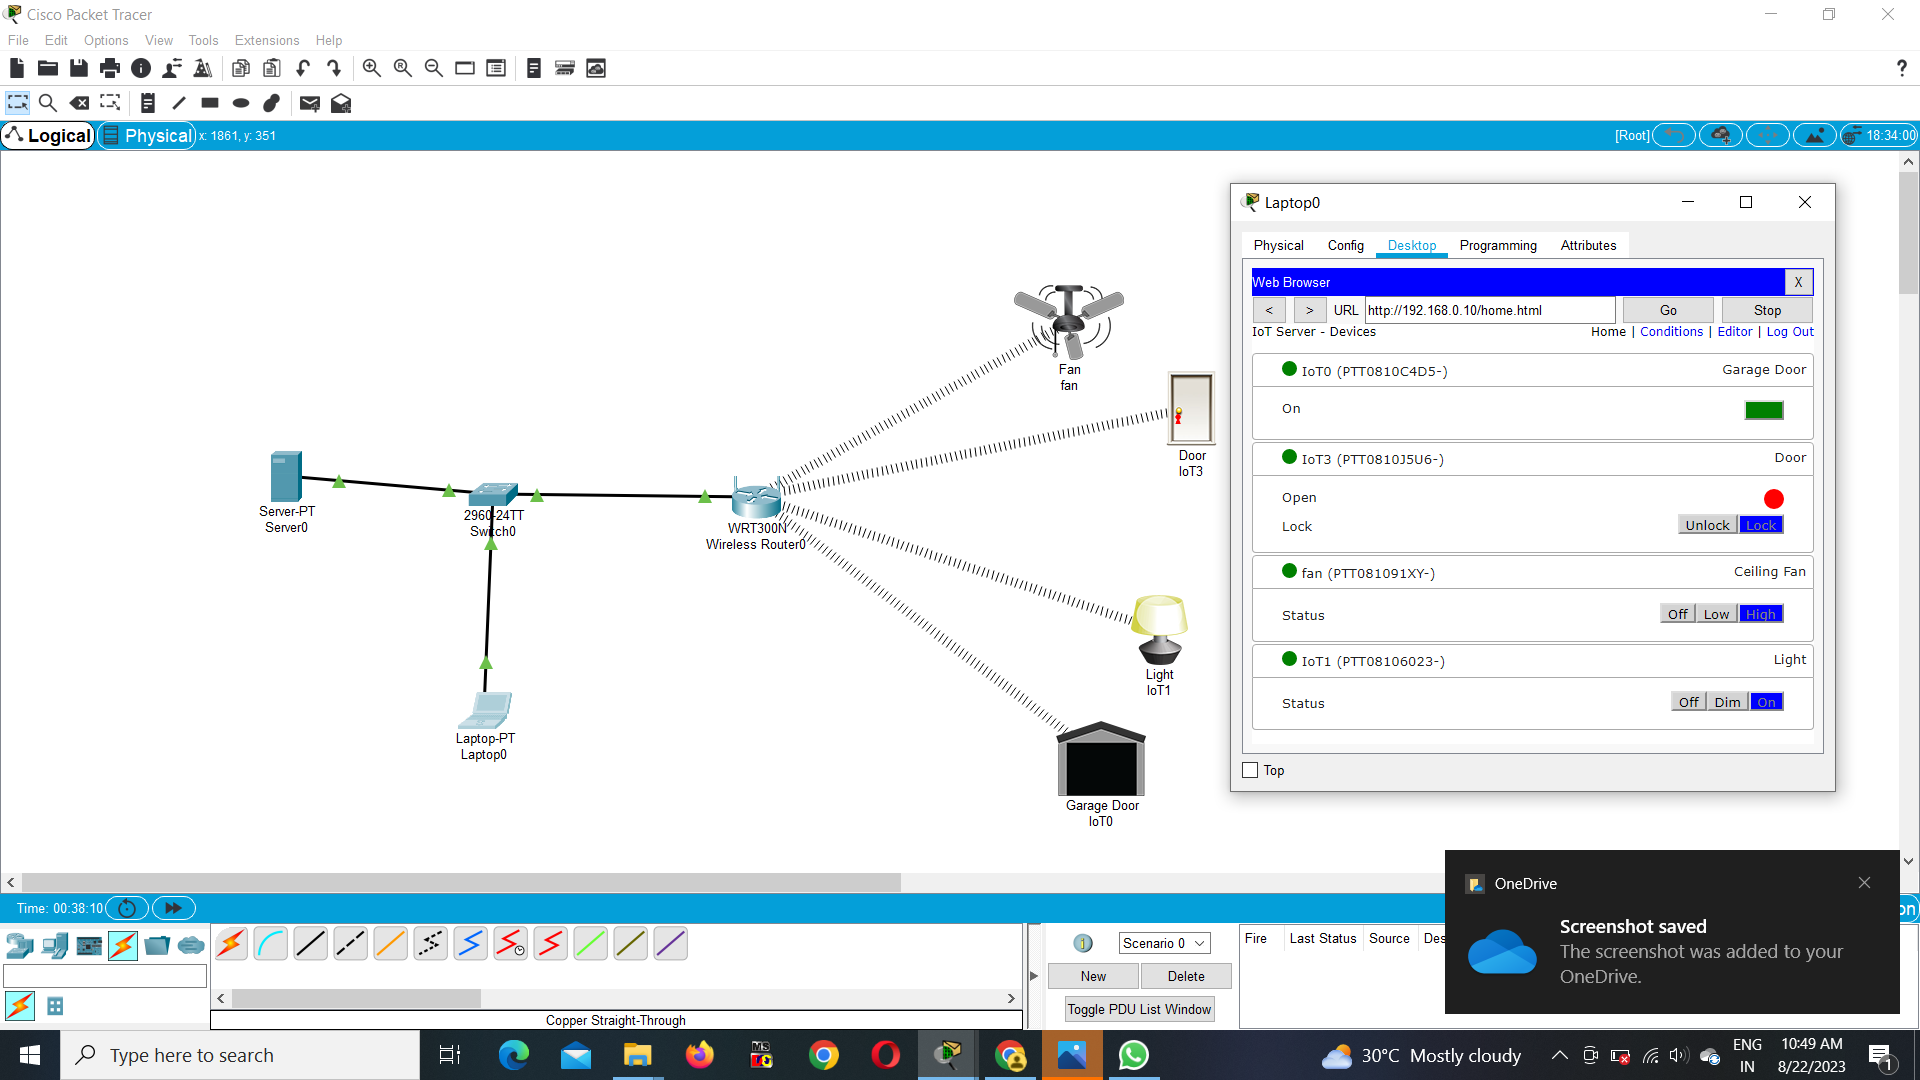 Cisco Packet Tracer
File Edit Options View Tools Extensions Help
?
Logical Physical x: 1861, y: 351 [Root] 18:34:00
Laptop0
Physical Config Desktop Programming Attributes
Web Browser X
< > URL http://192.168.0.10/home.html Go Stop
IoT Server - Devices Home | Conditions | Editor | Log Out
IoT0 (PTT0810C4D5-) Garage Door
On
IoT3 (PTT0810J5U6-) Door
Open
Lock Unlock Lock
fan (PTT081091XY-) Ceiling Fan
Status Off Low High
IoT1 (PTT08106023-) Light
Status Off Dim On
Top
Fan
fan
Door
IoT3
Server-PT
Server0
2960-24TT
Switch0
WRT300N
Wireless Router0
Light
IoT1
Laptop-PT
Laptop0
Garage Door
IoT0
Time: 00:38:10
Scenario 0
New Delete
Toggle PDU List Window
Fire Last Status Source Des
Copper Straight-Through
OneDrive
Screenshot saved
The screenshot was added to your
OneDrive.
on
Type here to search
30°C Mostly cloudy
ENG
IN
10:49 AM
8/22/2023
1